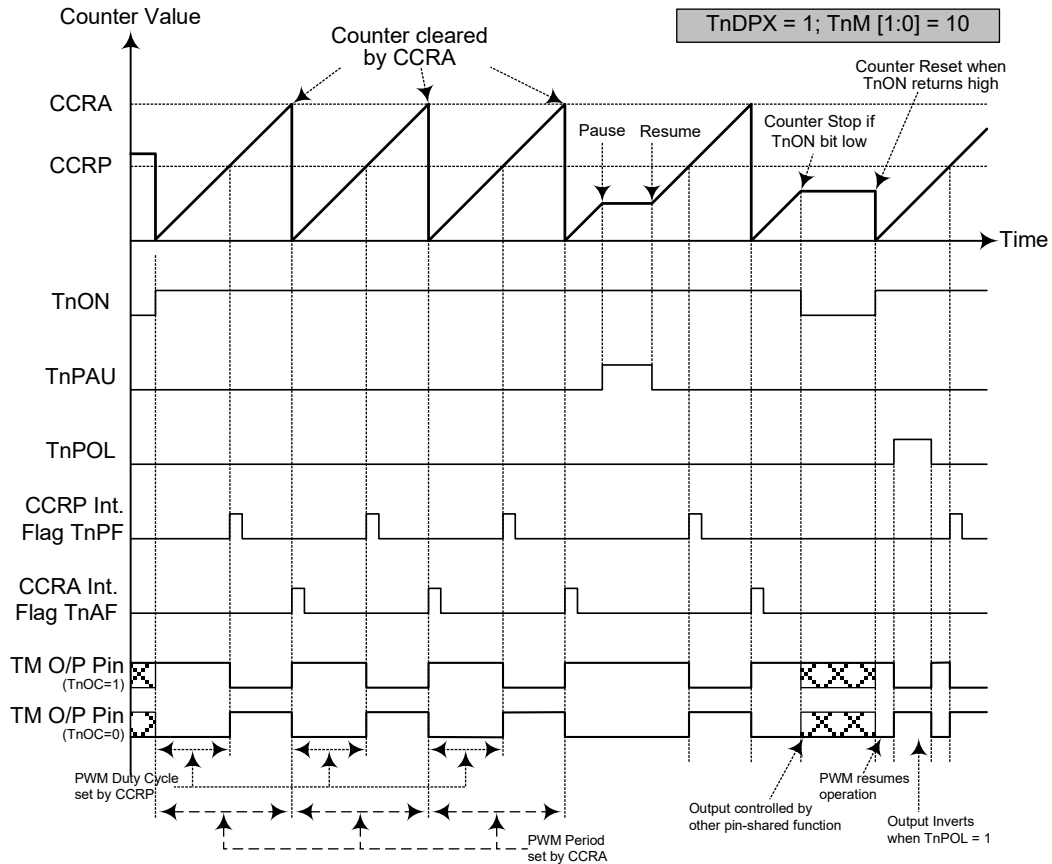 Counter Value
TnDPX = 1; TnM [1:0] = 10
Counter cleared
by CCRA
Counter Reset when
TnON returns high
CCRA
Counter Stop if
TnON bit low
Pause
Resume
CCRP
Time
TnON
TnPAU
TnPOL
CCRP Int.
Flag TnPF
CCRA Int.
Flag TnAF
TM O/P Pin
(TnOC=1)
TM O/P Pin
(TnOC=0)
PWM Duty Cycle
set by CCRP
PWM resumes
operation
Output controlled by
other pin-shared function
Output Inverts
when TnPOL = 1
PWM Period
set by CCRA